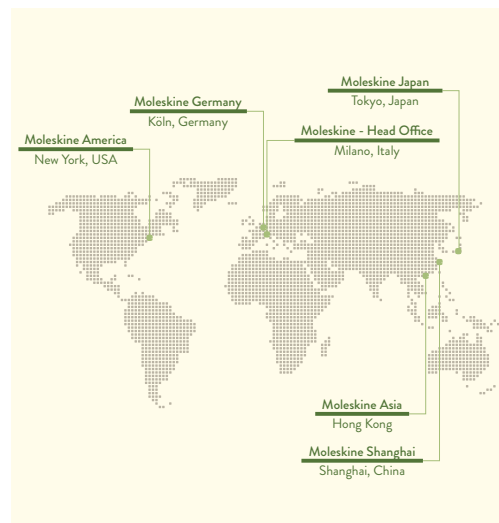 Moleskine Japan
Tokyo, Japan
Moleskine Germany
Köln, Germany
Moleskine - Head Office
Milano, Italy
Moleskine America
New York, USA
Moleskine Asia
Hong Kong
Moleskine Shanghai
Shanghai, China